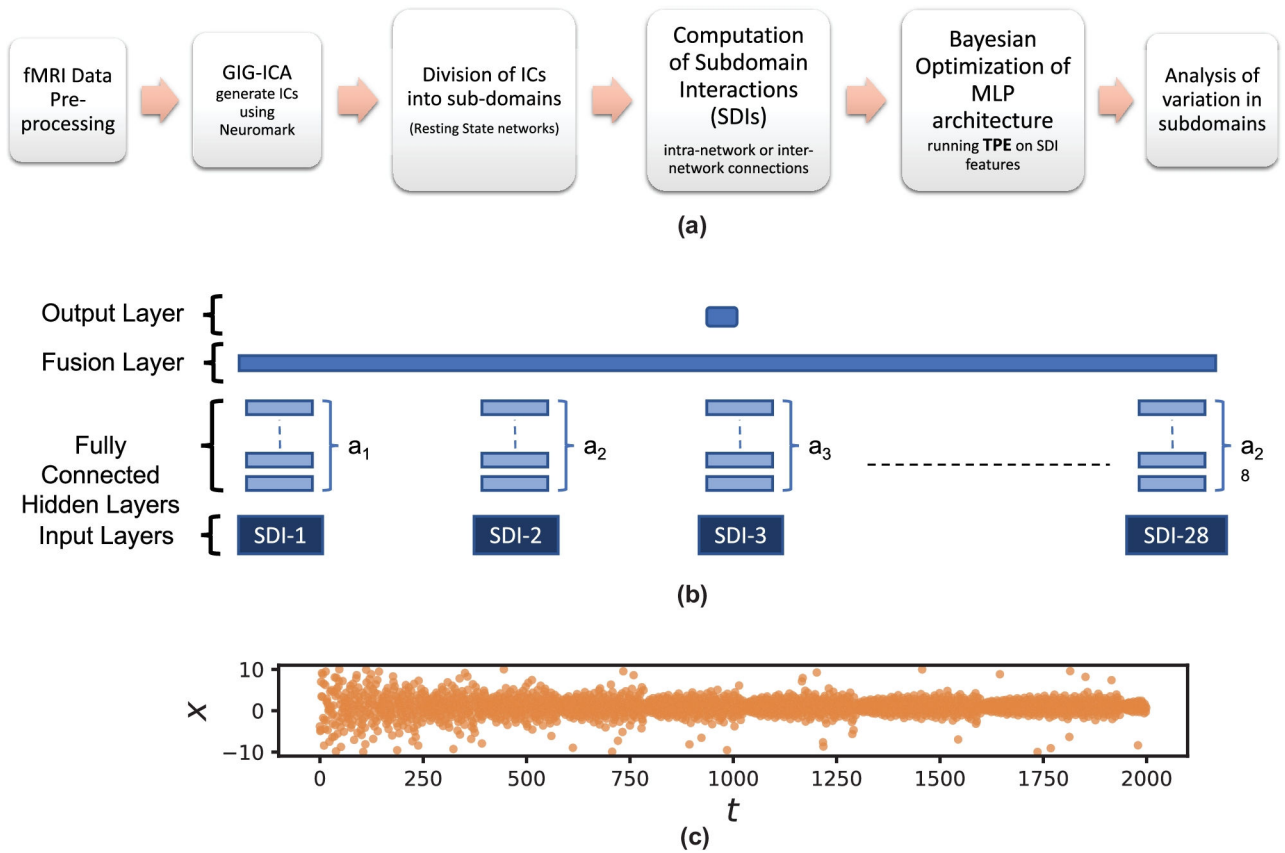 fMRI Data
Pre-
processing
GIG-ICA
generate ICs
using
Neuromark
Division of ICs
into sub-domains
(Resting State networks)
Computation
of Subdomain
Interactions
(SDIs)
intra-network or inter-
network connections
Bayesian
Optimization of
MLP
architecture
running TPE on SDI
features
Analysis of
variation in
subdomains
(a)
Output Layer
Fusion Layer
Fully
Connected
Hidden Layers
a1
a2
a3
a2
8
Input Layers
SDI-1
SDI-2
SDI-3
SDI-28
(b)
x
10
0
−10
0
250
500
750
1000
1250
1500
1750
2000
t
(c)